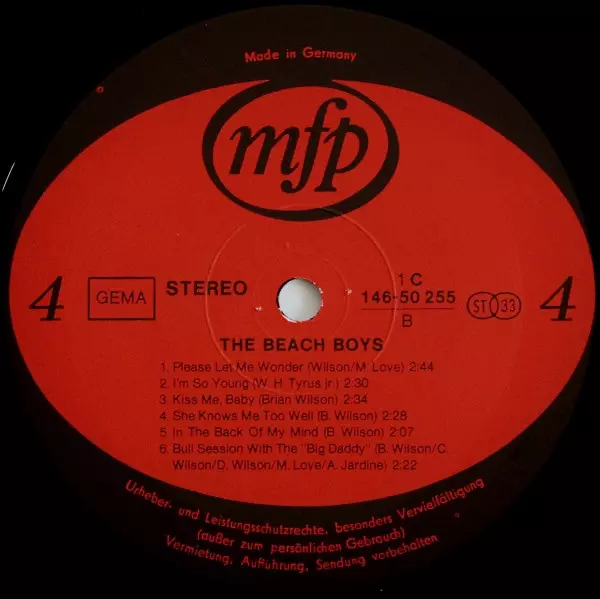 Made in Germany
mfp
4
GEMA
STEREO
1 C
146-50 255
B
ST 33
4
THE BEACH BOYS
1. Please Let Me Wonder (Wilson/M. Love) 2:44
2. I'm So Young (W. H. Tyrus jr.) 2:30
3. Kiss Me, Baby (Brian Wilson) 2:34
4. She Knows Me Too Well (B. Wilson) 2:28
5. In The Back Of My Mind (B. Wilson) 2:07
6. Bull Session With The "Big Daddy" (B. Wilson/C.
Wilson/D. Wilson/M. Love/A. Jardine) 2:22
Urheber- und Leistungsschutzrechte, besonders Vervielfältigung
(außer zum persönlichen Gebrauch)
Vermietung, Aufführung, Sendung vorbehalten